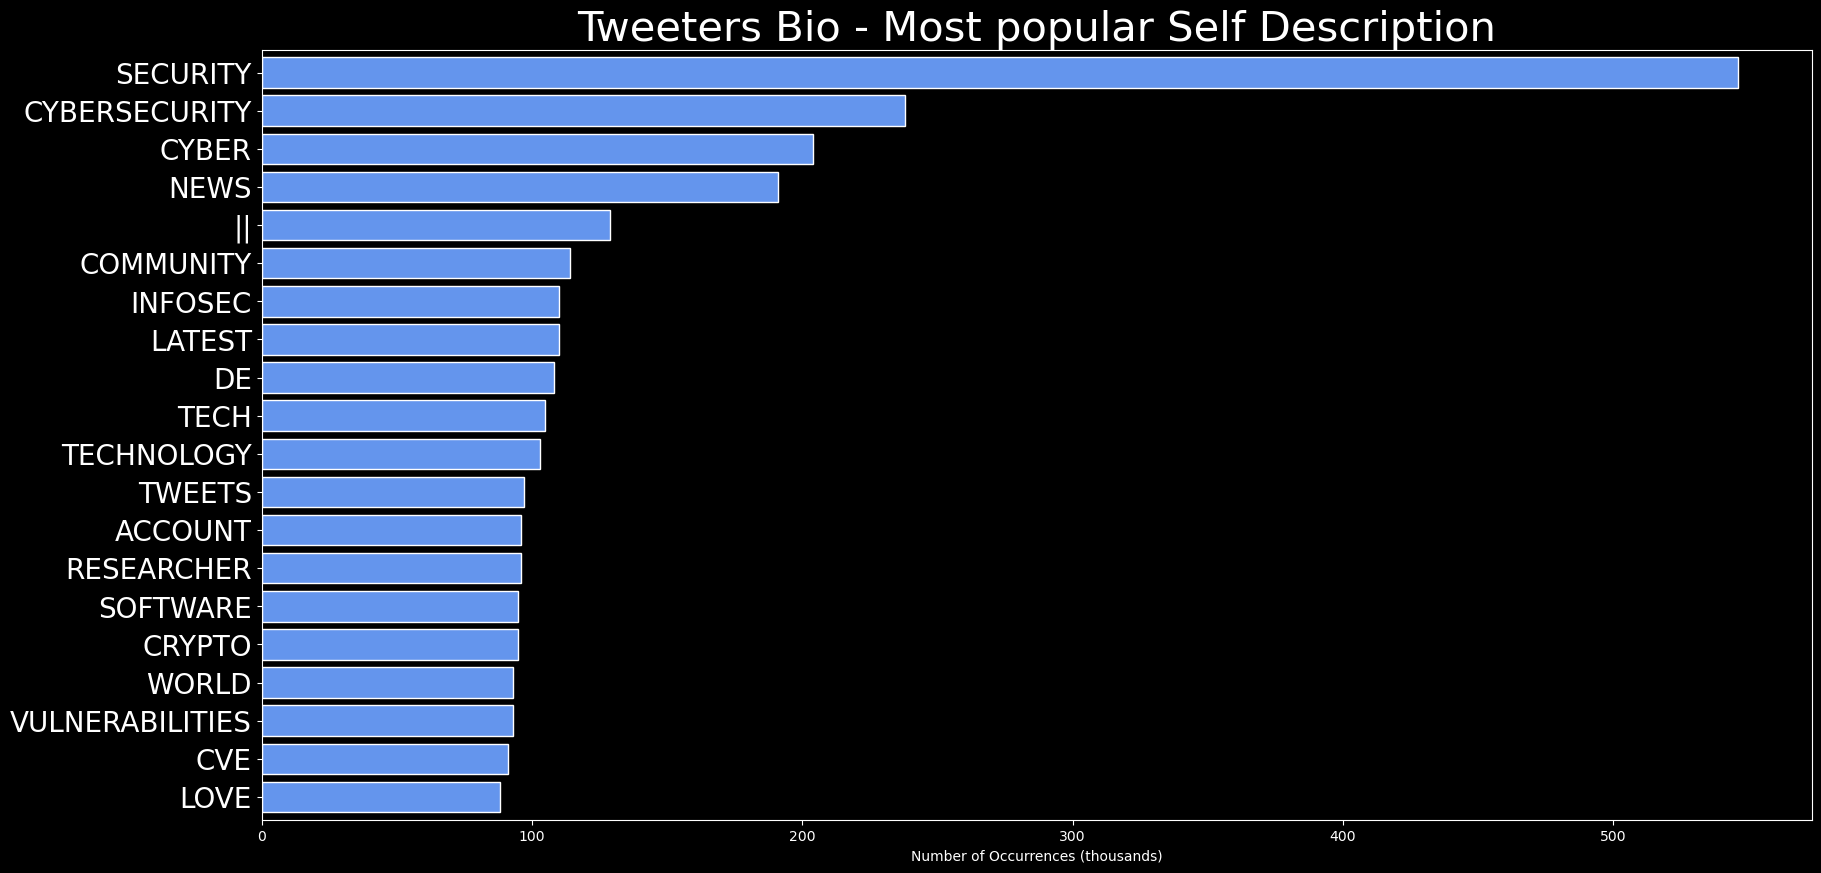 Tweeters Bio - Most popular Self Description
SECURITY
CYBERSECURITY
CYBER
NEWS
||
COMMUNITY
INFOSEC
LATEST
DE
TECH
TECHNOLOGY
TWEETS
ACCOUNT
RESEARCHER
SOFTWARE
CRYPTO
WORLD
VULNERABILITIES
CVE
LOVE
0 100 200 300 400 500
Number of Occurrences (thousands)